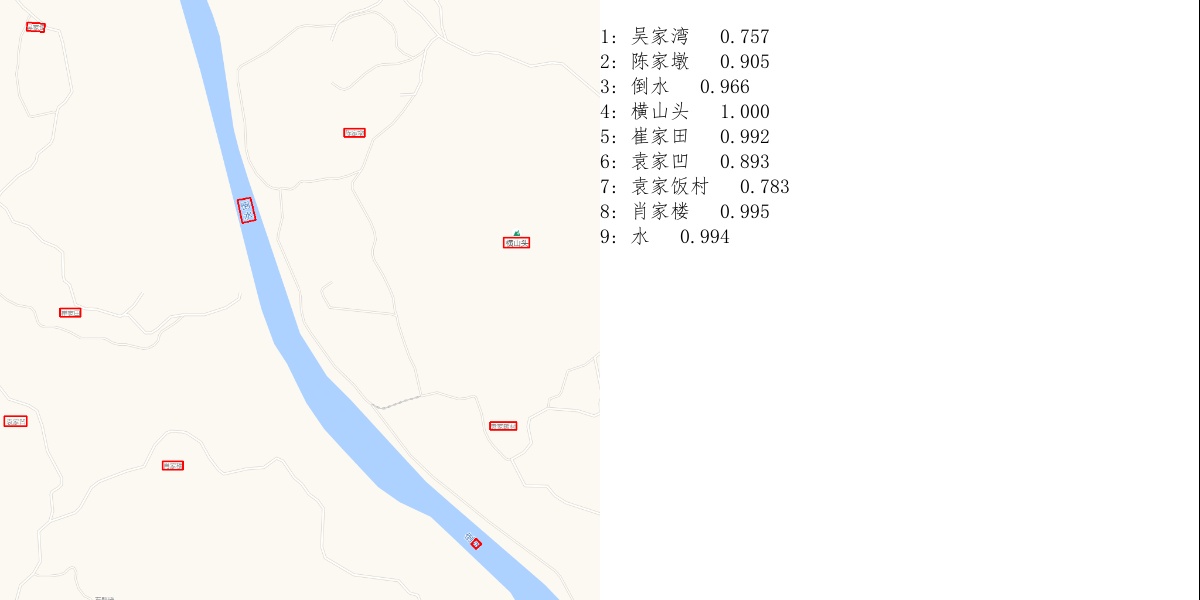 横山头
倒
水
1: 吴家湾 0.757
2: 陈家墩 0.905
3: 倒水 0.966
4: 横山头 1.000
5: 崔家田 0.992
6: 袁家凹 0.893
7: 袁家饭村 0.783
8: 肖家楼 0.995
9: 水 0.994